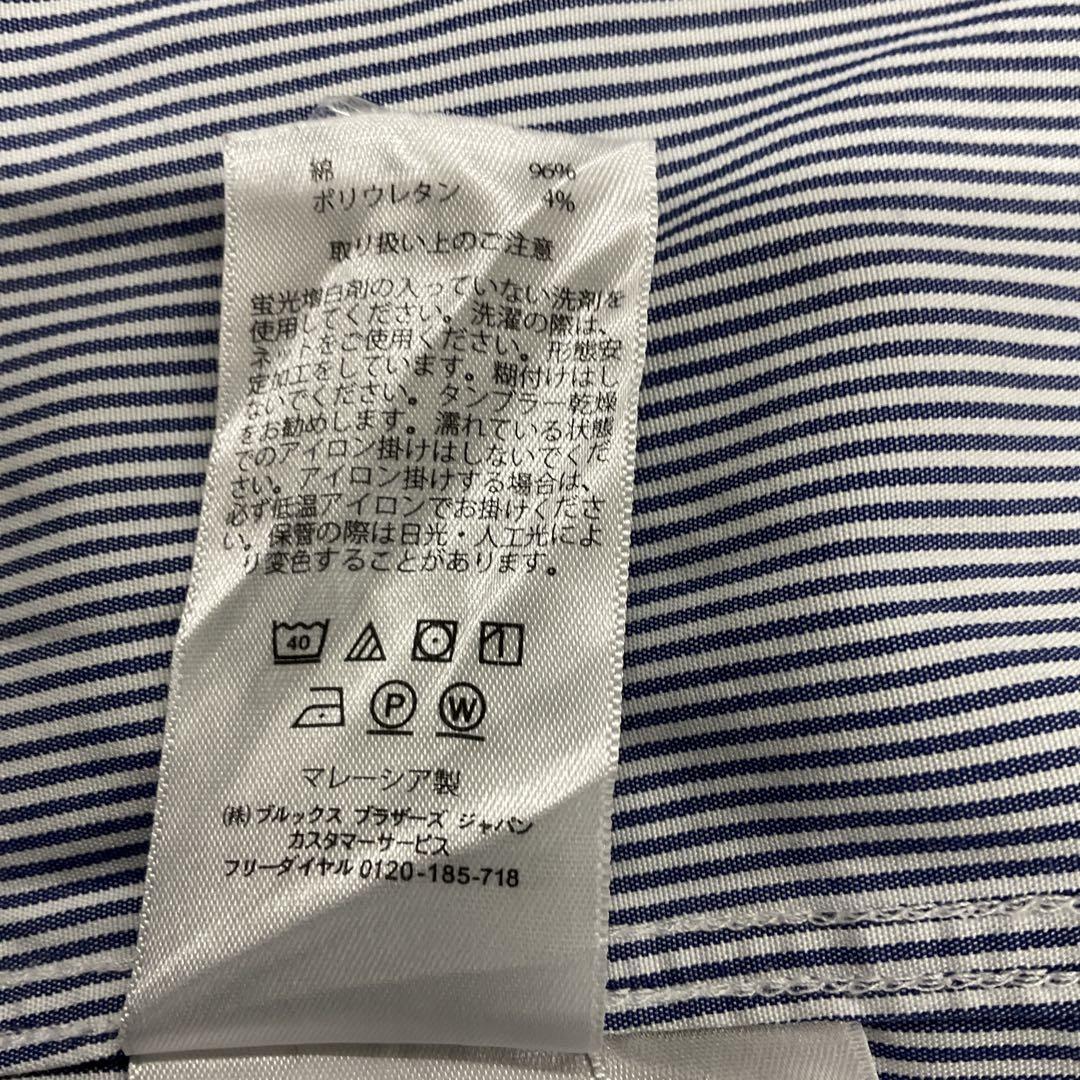 綿 96%
ポリウレタン 4%
取り扱い上のご注意
蛍光増白剤の入っていない洗剤を
使用してください。洗濯の際は、
ネットをご使用ください。形態安
定加工をしています。糊付けはし
ないでください。タンブラー乾燥
をお勧めします。濡れている状態
でのアイロン掛けはしないでくだ
さい。アイロン掛けする場合は、
必ず低温アイロンでお掛けくださ
い。保管の際は日光・人工光によ
り変色することがあります。
40
P W
マレーシア製
(株)ブルックス ブラザーズ ジャパン
カスタマーサービス
フリーダイヤル 0120-185-718